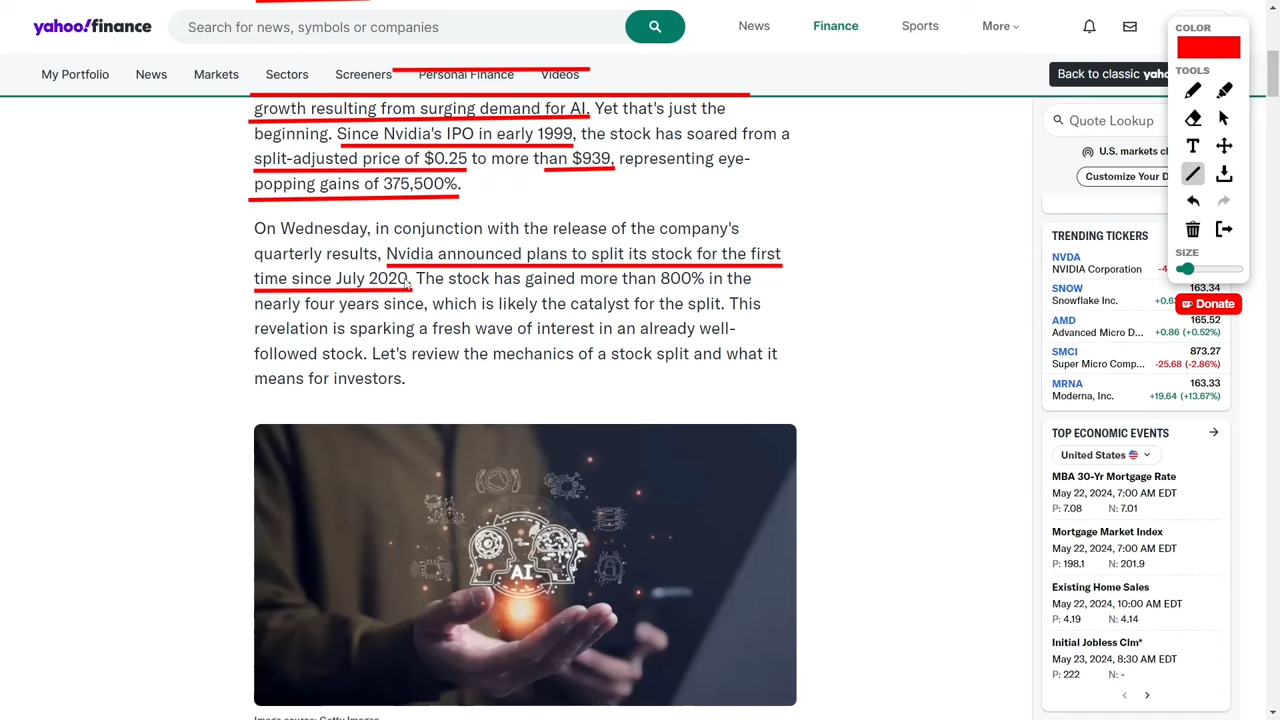 yahoo!finance
Search for news, symbols or companies
News
Finance
Sports
More
My Portfolio
News
Markets
Sectors
Screeners
Personal Finance
Videos
Back to classic
growth resulting from surging demand for AI. Yet that's just the
beginning. Since Nvidia's IPO in early 1999, the stock has soared from a
split-adjusted price of $0.25 to more than $939, representing eye-
popping gains of 375,500%.
On Wednesday, in conjunction with the release of the company's
quarterly results, Nvidia announced plans to split its stock for the first
time since July 2020. The stock has gained more than 800% in the
nearly four years since, which is likely the catalyst for the split. This
revelation is sparking a fresh wave of interest in an already well-
followed stock. Let's review the mechanics of a stock split and what it
means for investors.
AI
Image source: Getty Images.
Quote Lookup
U.S. markets
Customize Your
TRENDING TICKERS
NVDA
NVIDIA Corporation
SNOW 163.34
Snowflake Inc.
AMD 165.52
Advanced Micro D... +0.86 (+0.52%)
SMCI 873.27
Super Micro Comp... -25.68 (-2.86%)
MRNA 163.33
Moderna, Inc. +19.64 (+13.67%)
TOP ECONOMIC EVENTS
United States
MBA 30-Yr Mortgage Rate
May 22, 2024, 7:00 AM EDT
P: 7.08 N: 7.01
Mortgage Market Index
May 22, 2024, 7:00 AM EDT
P: 198.1 N: 201.9
Existing Home Sales
May 22, 2024, 10:00 AM EDT
P: 4.19 N: 4.14
Initial Jobless Clm*
May 23, 2024, 8:30 AM EDT
P: 222 N: -
COLOR
TOOLS
T
SIZE
Donate